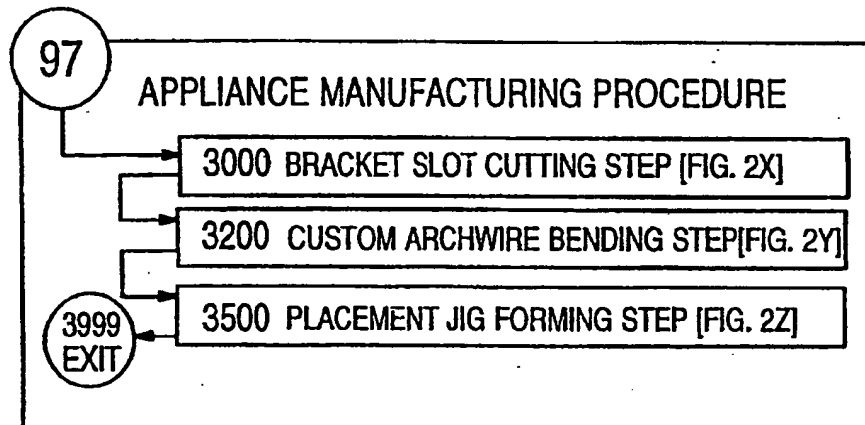 97
APPLIANCE MANUFACTURING PROCEDURE
3000 BRACKET SLOT CUTTING STEP [FIG. 2X]
3200 CUSTOM ARCHWIRE BENDING STEP[FIG. 2Y]
3500 PLACEMENT JIG FORMING STEP [FIG. 2Z]
3999
EXIT